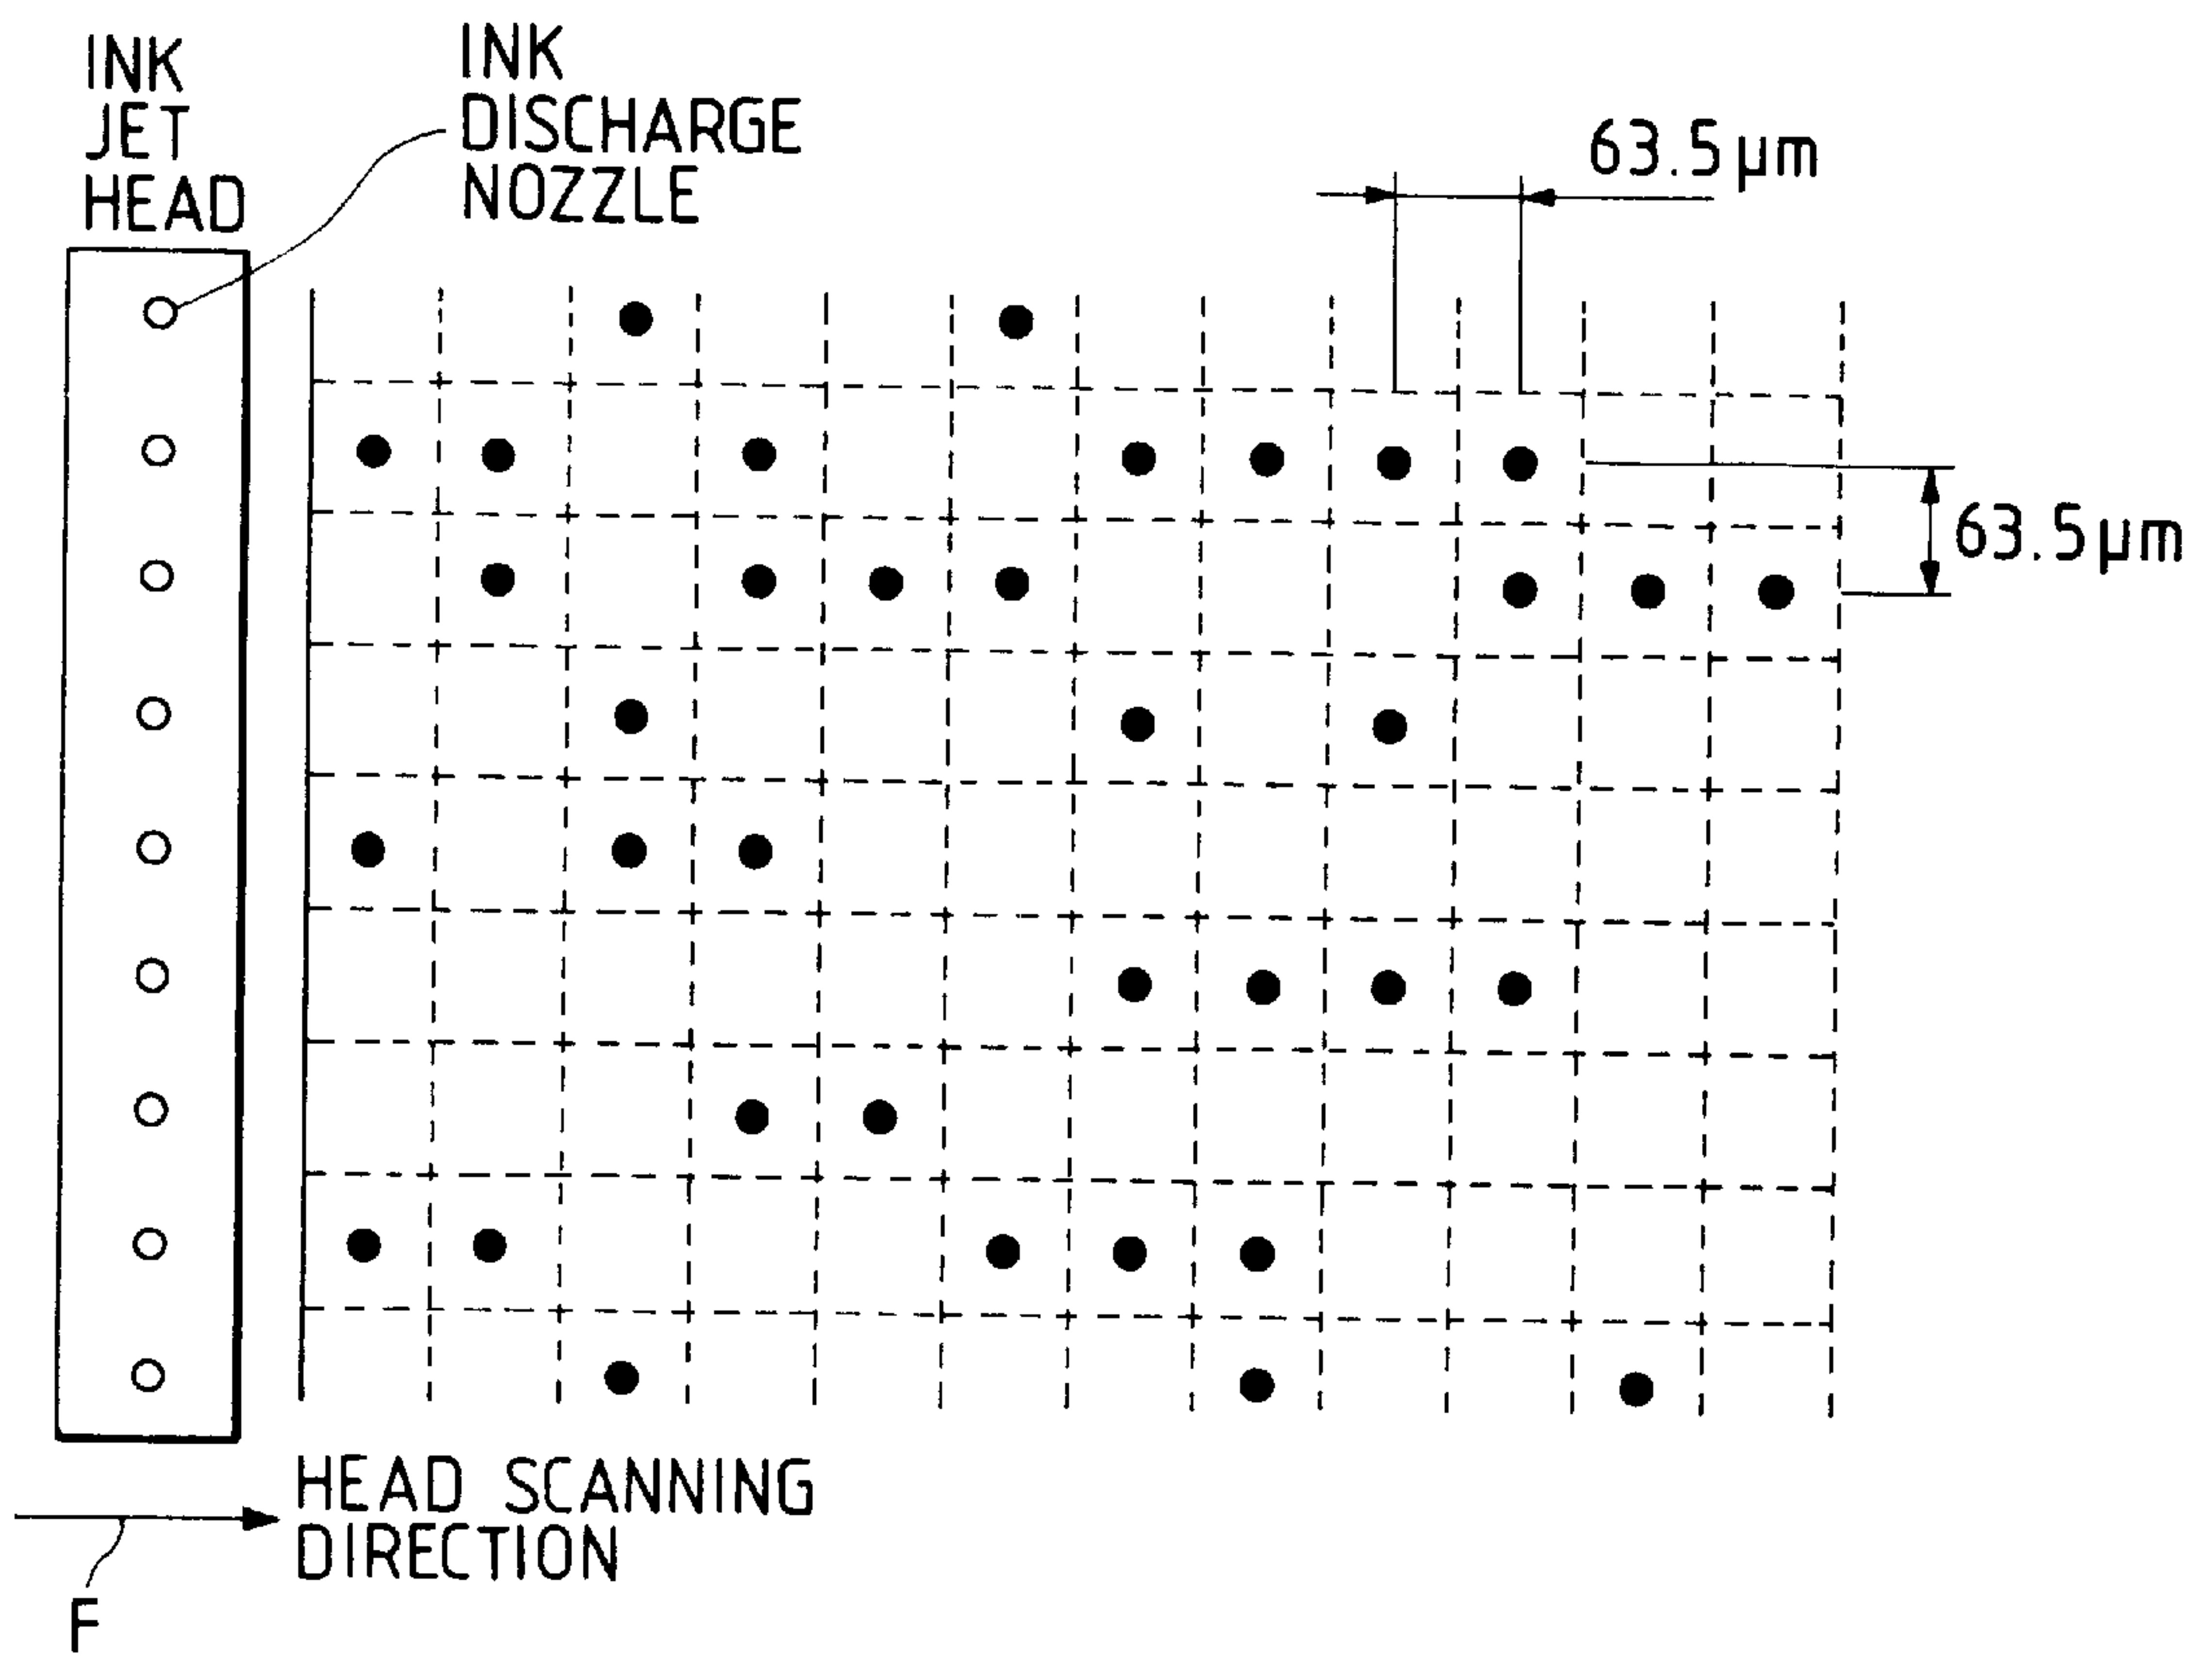 INK
JET
HEAD
INK
DISCHARGE
NOZZLE
63.5μm
63.5μm
HEAD SCANNING
DIRECTION
F